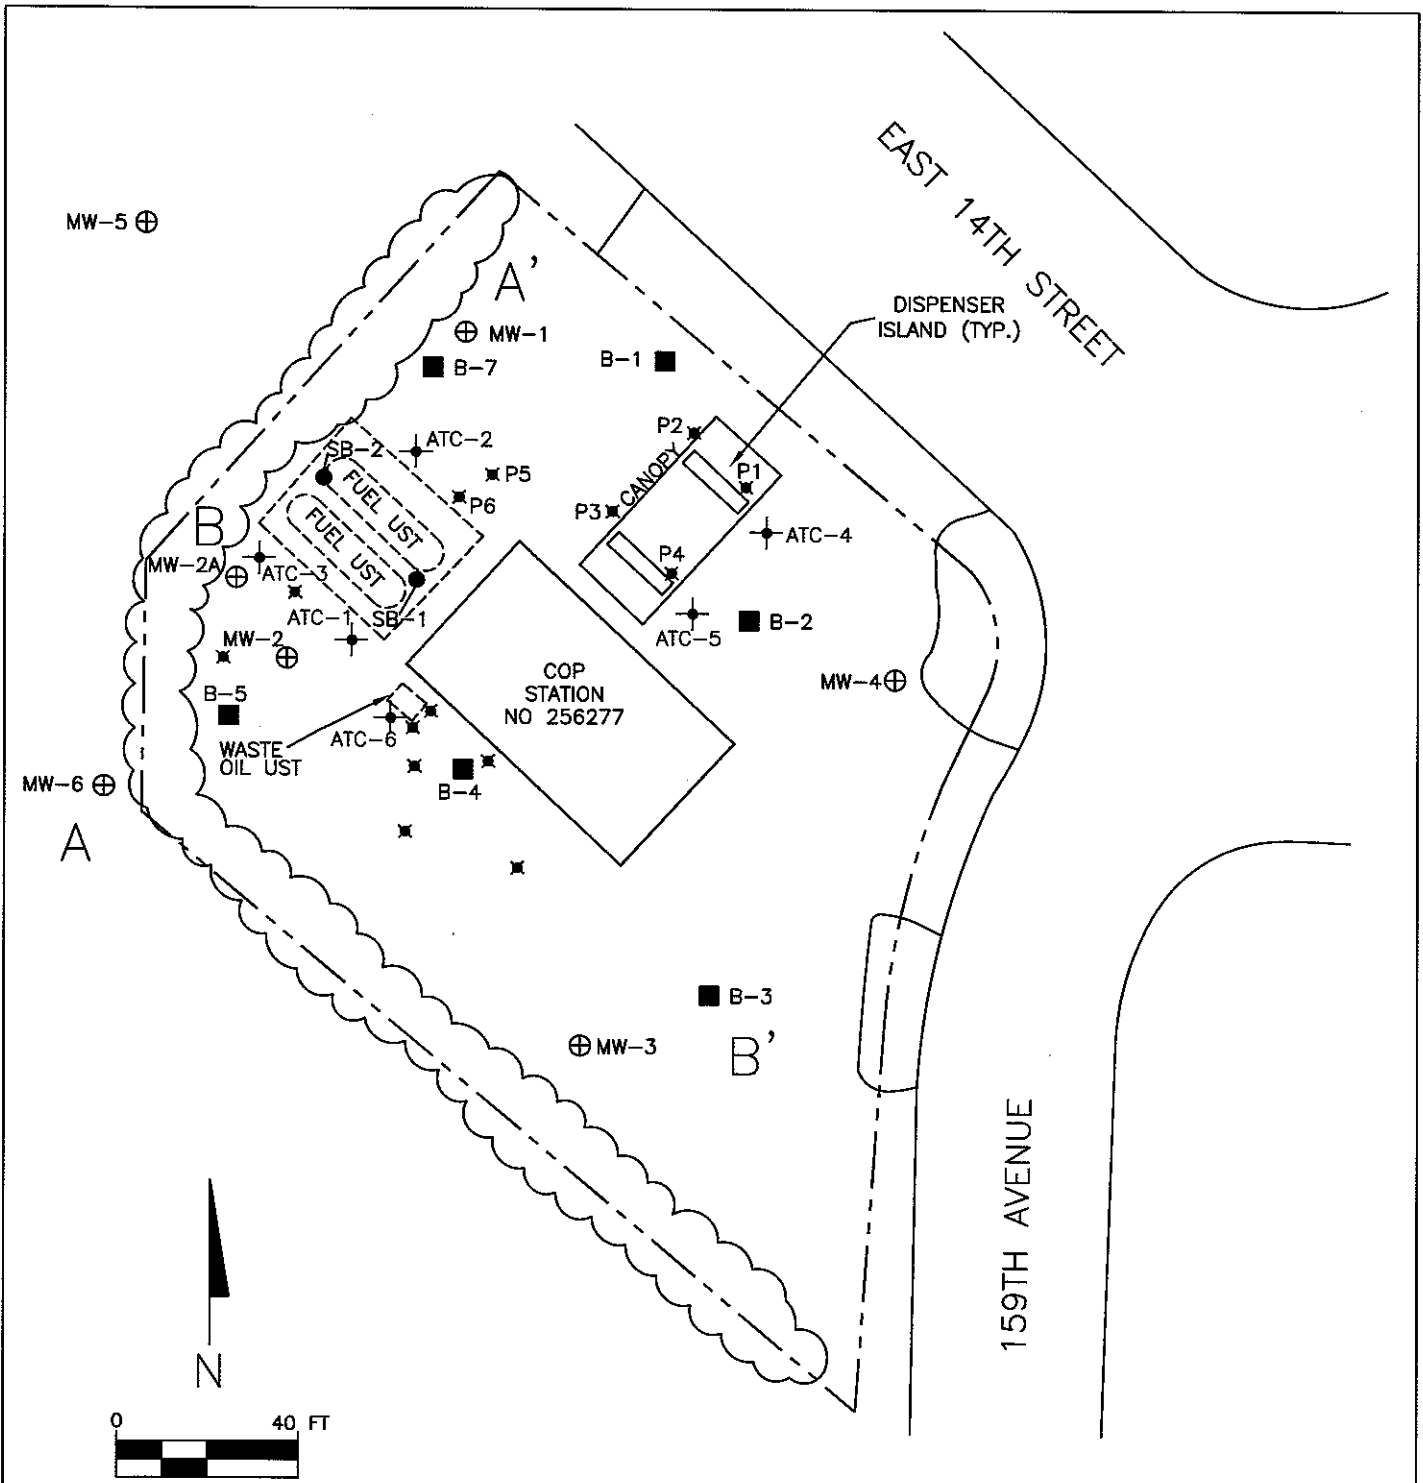 EAST 14TH STREET
MW-5
A'
DISPENSER
ISLAND (TYP.)
MW-1
B-7
B-1
P2
ATC-2
SB-2
CANOPY
P5
P1
FUEL UST
P6
P3
B
FUEL UST
ATC-4
MW-2A
ATC-3
P4
ATC-1
SB-1
MW-2
ATC-5
B-2
COP
STATION
NO 256277
MW-4
B-5
ATC-6
WASTE
OIL UST
MW-6
B-4
A
B-3
MW-3
B'
159TH AVENUE
N
0 40 FT